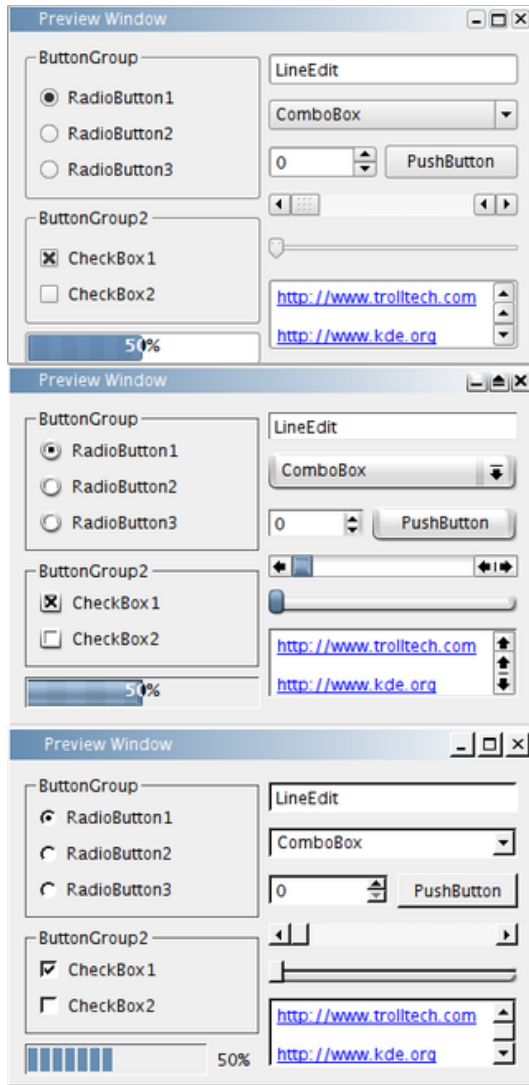 Preview Window
ButtonGroup
RadioButton1
RadioButton2
RadioButton3
ButtonGroup2
CheckBox1
CheckBox2
50%
LineEdit
ComboBox
0
PushButton
http://www.trolltech.com
http://www.kde.org
Preview Window
ButtonGroup
RadioButton1
RadioButton2
RadioButton3
ButtonGroup2
CheckBox1
CheckBox2
50%
LineEdit
ComboBox
0
PushButton
http://www.trolltech.com
http://www.kde.org
Preview Window
ButtonGroup
RadioButton1
RadioButton2
RadioButton3
ButtonGroup2
CheckBox1
CheckBox2
50%
LineEdit
ComboBox
0
PushButton
http://www.trolltech.com
http://www.kde.org